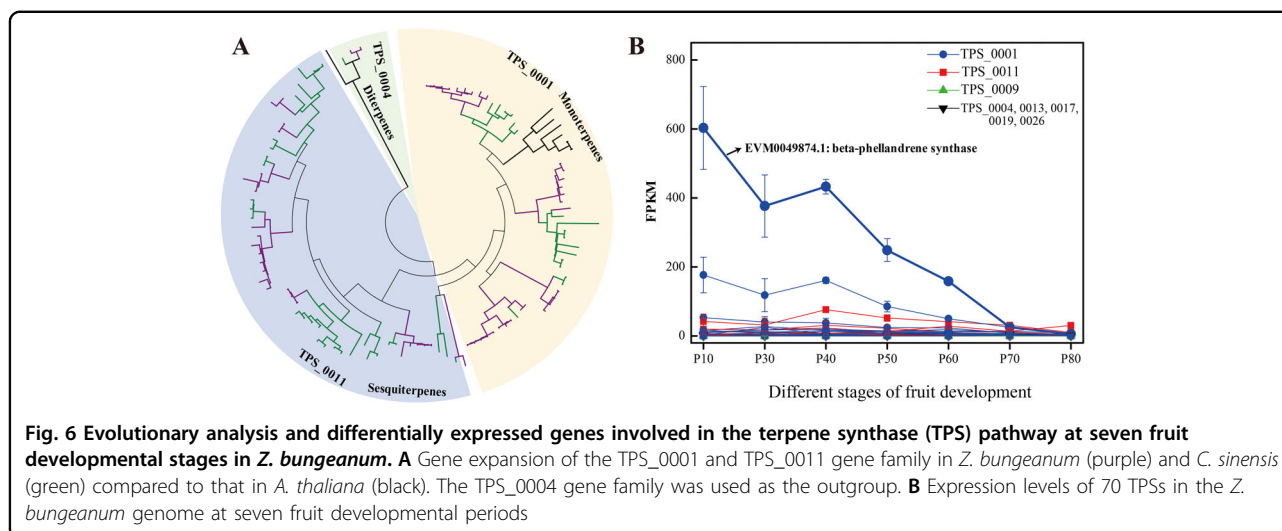 A
TPS_0004
Diterpenes
TPS_0001
Monoterpenes
TPS_0011
Sesquiterpenes
B
800
600
400
200
0
FPKM
TPS_0001
TPS_0011
TPS_0009
TPS_0004, 0013, 0017,
0019, 0026
EVM0049874.1: beta-phellandrene synthase
P10 P30 P40 P50 P60 P70 P80
Different stages of fruit development
Fig. 6 Evolutionary analysis and differentially expressed genes involved in the terpene synthase (TPS) pathway at seven fruit
developmental stages in Z. bungeanum. A Gene expansion of the TPS_0001 and TPS_0011 gene family in Z. bungeanum (purple) and C. sinensis
(green) compared to that in A. thaliana (black). The TPS_0004 gene family was used as the outgroup. B Expression levels of 70 TPSs in the Z.
bungeanum genome at seven fruit developmental periods